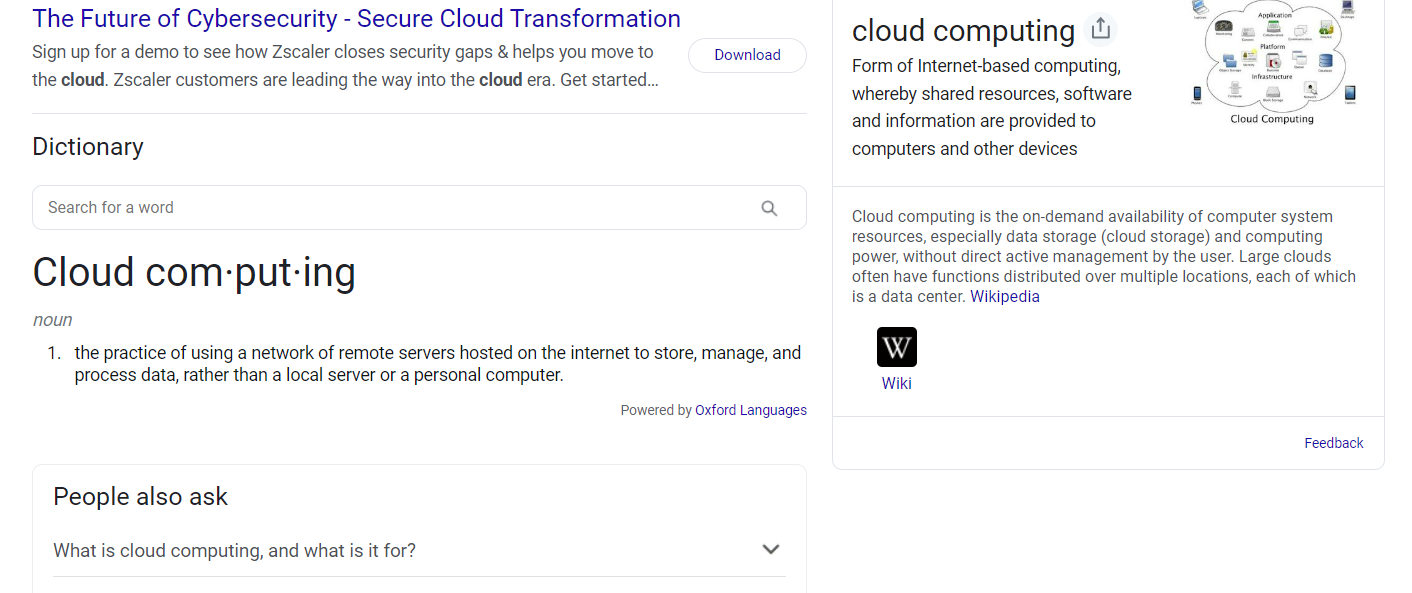 The Future of Cybersecurity - Secure Cloud Transformation
Sign up for a demo to see how Zscaler closes security gaps & helps you move to
the cloud. Zscaler customers are leading the way into the cloud era. Get started...
Download
Dictionary
Search for a word
Cloud com·put·ing
noun
1. the practice of using a network of remote servers hosted on the internet to store, manage, and
process data, rather than a local server or a personal computer.
Powered by Oxford Languages
People also ask
What is cloud computing, and what is it for?
cloud computing
Form of Internet-based computing,
whereby shared resources, software
and information are provided to
computers and other devices
Application
Platform
Infrastructure
Cloud Computing
Cloud computing is the on-demand availability of computer system
resources, especially data storage (cloud storage) and computing
power, without direct active management by the user. Large clouds
often have functions distributed over multiple locations, each of which
is a data center. Wikipedia
W
Wiki
Feedback